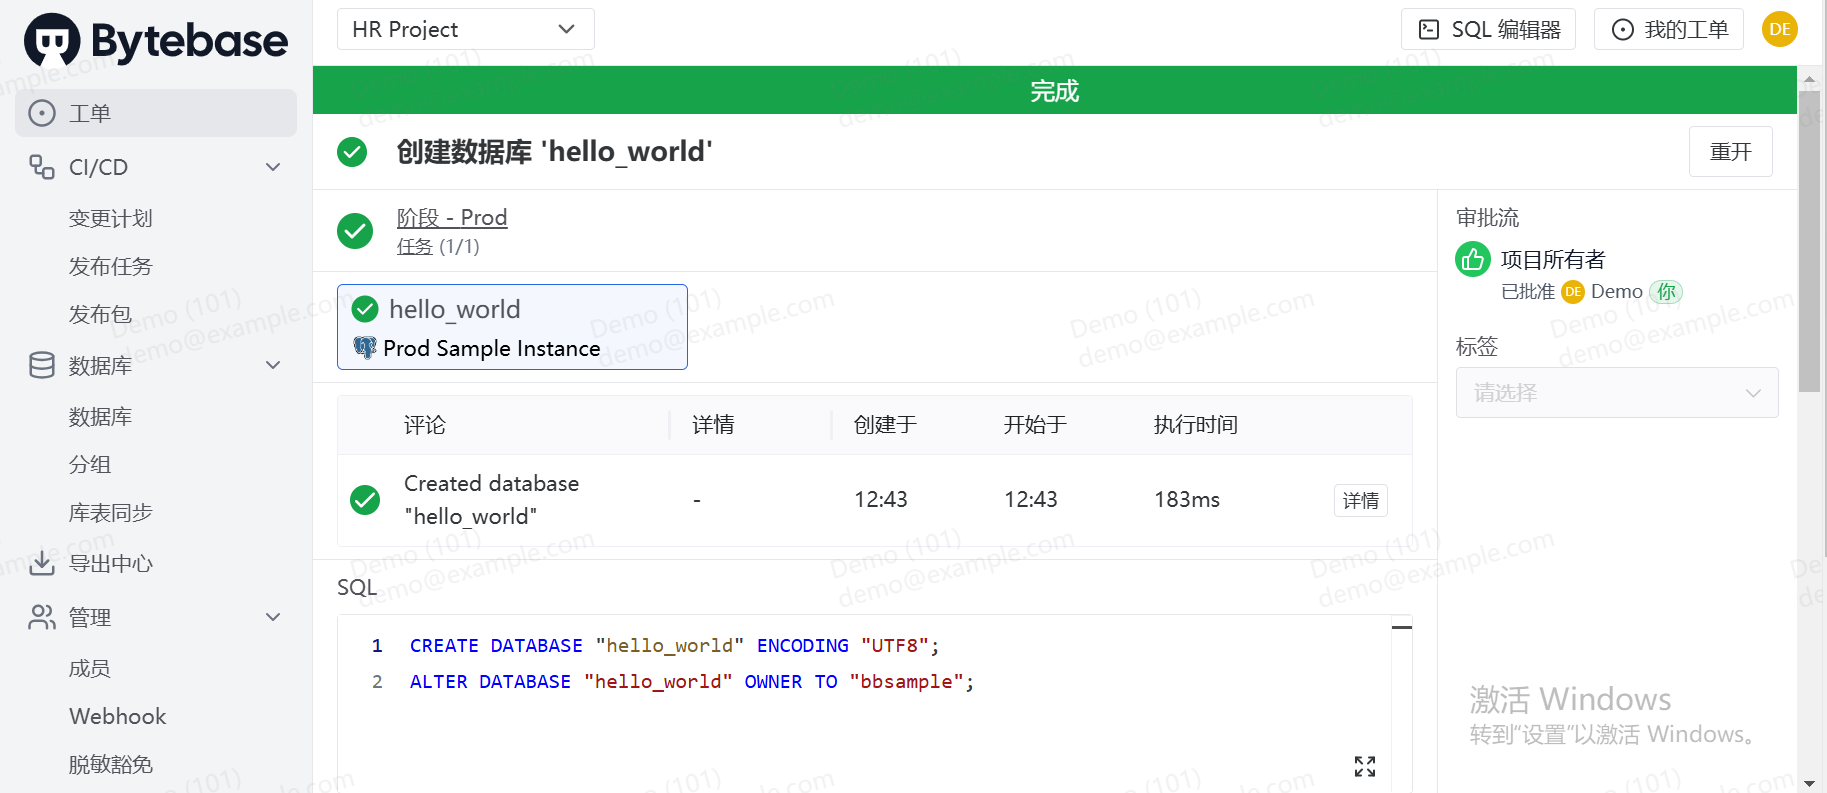 Bytebase
HR Project
SQL 编辑器
我的工单
DE
工单
CI/CD
变更计划
发布任务
发布包
数据库
数据库
分组
库表同步
导出中心
管理
成员
Webhook
脱敏豁免
完成
创建数据库 'hello_world'
重开
阶段 - Prod
任务 (1/1)
hello_world
Prod Sample Instance
评论 详情 创建于 开始于 执行时间
Created database
"hello_world"
- 12:43 12:43 183ms 详情
SQL
1 CREATE DATABASE "hello_world" ENCODING "UTF8";
2 ALTER DATABASE "hello_world" OWNER TO "bbsample";
审批流
项目所有者
已批准 DE Demo 你
标签
请选择
激活 Windows
转到“设置”以激活 Windows。
Demo (101)
demo@example.com